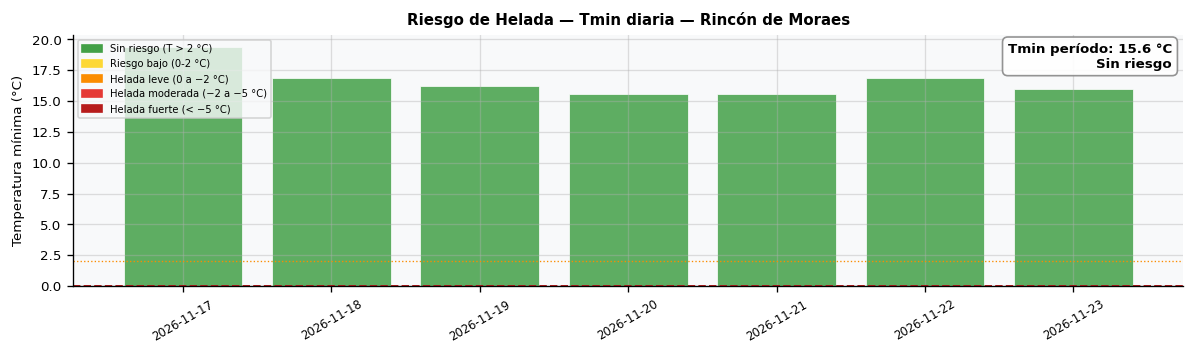 Riesgo de Helada — Tmin diaria — Rincón de Moraes
Temperatura mínima (°C)
20.0
17.5
15.0
12.5
10.0
7.5
5.0
2.5
0.0
Sin riesgo (T > 2 °C)
Riesgo bajo (0-2 °C)
Helada leve (0 a −2 °C)
Helada moderada (−2 a −5 °C)
Helada fuerte (< −5 °C)
Tmin período: 15.6 °C
Sin riesgo
2026-11-17
2026-11-18
2026-11-19
2026-11-20
2026-11-21
2026-11-22
2026-11-23